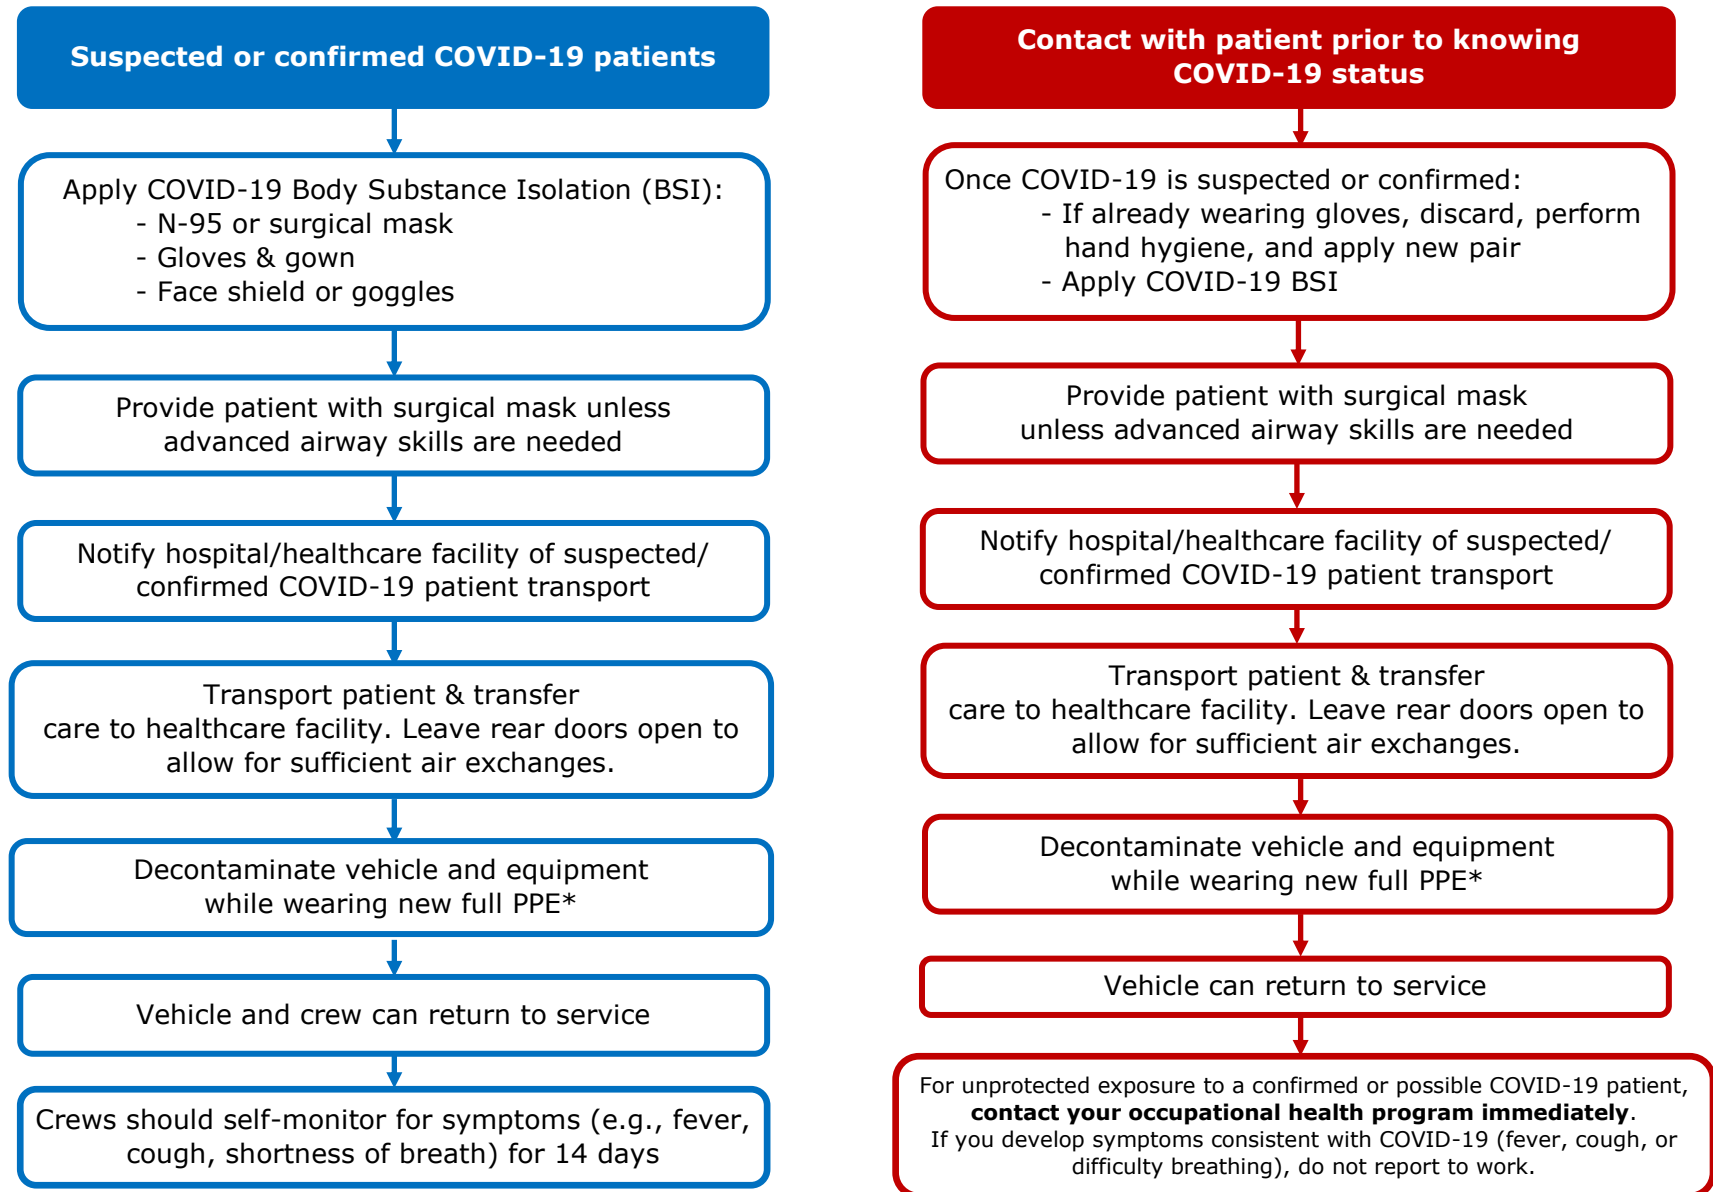 Suspected or confirmed COVID-19 patients
Apply COVID-19 Body Substance Isolation (BSI):
- N-95 or surgical mask
- Gloves & gown
- Face shield or goggles
Provide patient with surgical mask unless
advanced airway skills are needed
Notify hospital/healthcare facility of suspected/
confirmed COVID-19 patient transport
Transport patient & transfer
care to healthcare facility. Leave rear doors open to
allow for sufficient air exchanges.
Decontaminate vehicle and equipment
while wearing new full PPE*
Vehicle and crew can return to service
Crews should self-monitor for symptoms (e.g., fever,
cough, shortness of breath) for 14 days
Contact with patient prior to knowing
COVID-19 status
Once COVID-19 is suspected or confirmed:
- If already wearing gloves, discard, perform
hand hygiene, and apply new pair
- Apply COVID-19 BSI
Provide patient with surgical mask
unless advanced airway skills are needed
Notify hospital/healthcare facility of suspected/
confirmed COVID-19 patient transport
Transport patient & transfer
care to healthcare facility. Leave rear doors open to
allow for sufficient air exchanges.
Decontaminate vehicle and equipment
while wearing new full PPE*
Vehicle can return to service
For unprotected exposure to a confirmed or possible COVID-19 patient,
contact your occupational health program immediately.
If you develop symptoms consistent with COVID-19 (fever, cough, or
difficulty breathing), do not report to work.